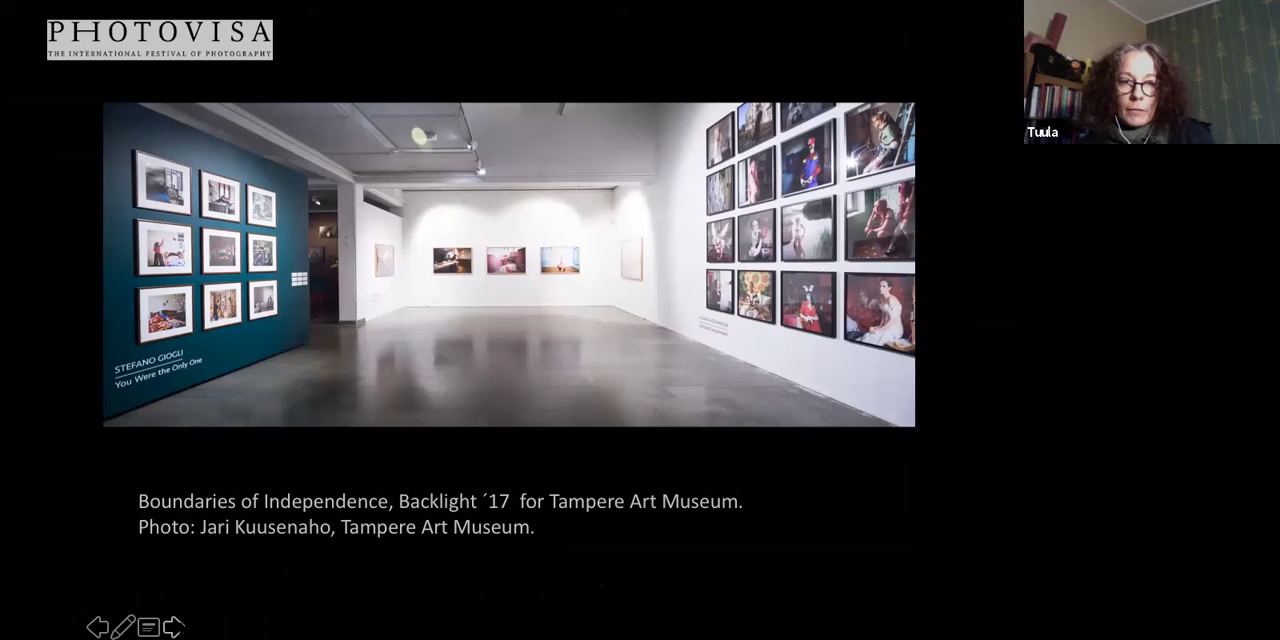 PHOTOVISA
THE INTERNATIONAL FESTIVAL OF PHOTOGRAPHY
Tuula
STEFANO GIOGLI
You Were the Only One
Boundaries of Independence, Backlight ´17 for Tampere Art Museum.
Photo: Jari Kuusenaho, Tampere Art Museum.